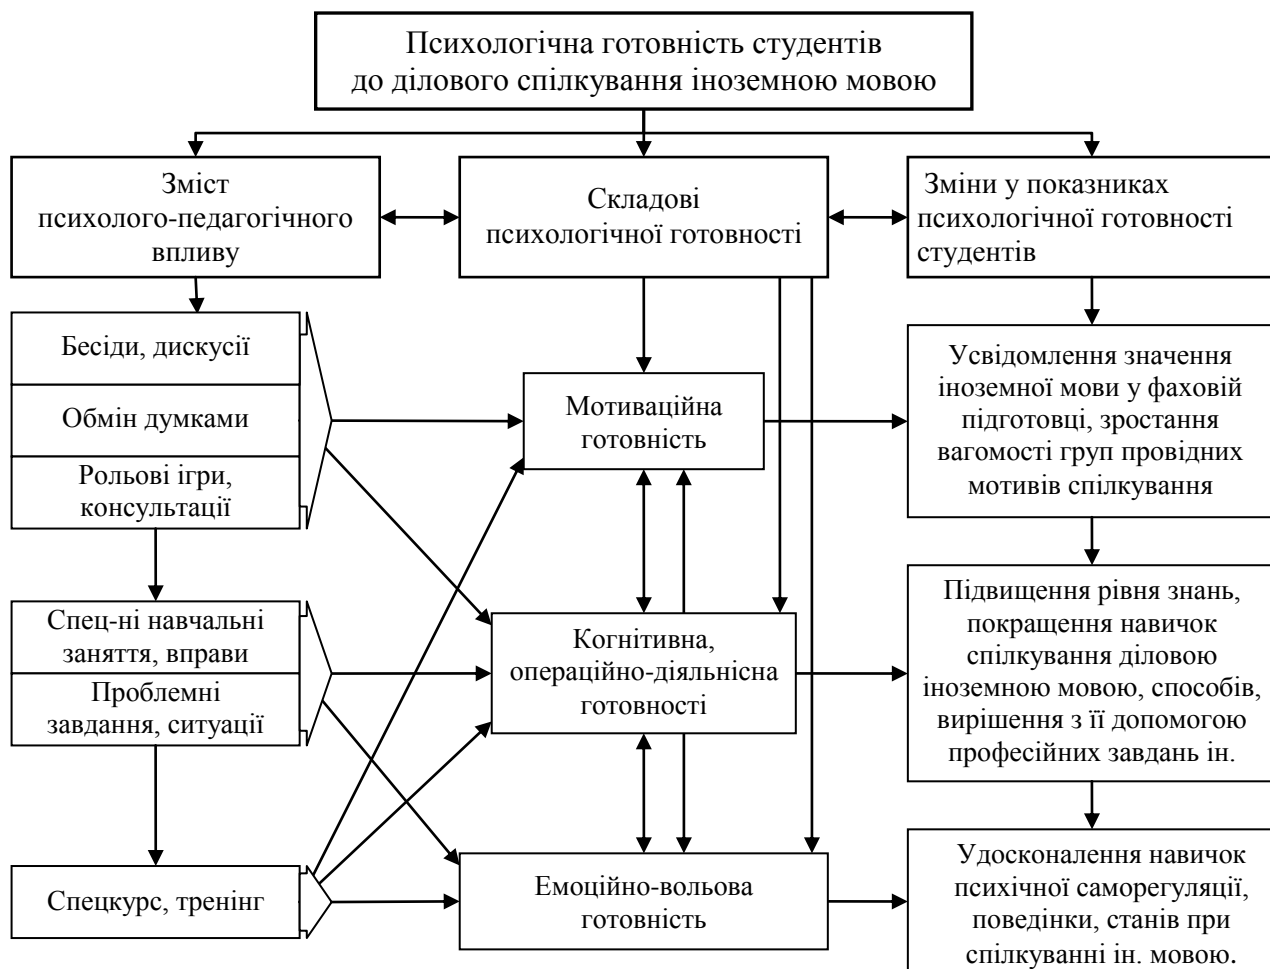 Психологічна готовність студентів
до ділового спілкування іноземною мовою
Зміст
психолого-педагогічного
впливу
Складові
психологічної готовності
Зміни у показниках
психологічної готовності
студентів
Бесіди, дискусії
Обмін думками
Рольові ігри,
консультації
Мотиваційна
готовність
Усвідомлення значення
іноземної мови у фаховій
підготовці, зростання
вагомості груп провідних
мотивів спілкування
Спец-ні навчальні
заняття, вправи
Проблемні
завдання, ситуації
Когнітивна,
операційно-діяльнісна
готовності
Підвищення рівня знань,
покращення навичок
спілкування діловою
іноземною мовою, способів,
вирішення з її допомогою
професійних завдань ін.
Спецкурс, тренінг
Емоційно-вольова
готовність
Удосконалення навичок
психічної саморегуляції,
поведінки, станів при
спілкуванні ін. мовою.